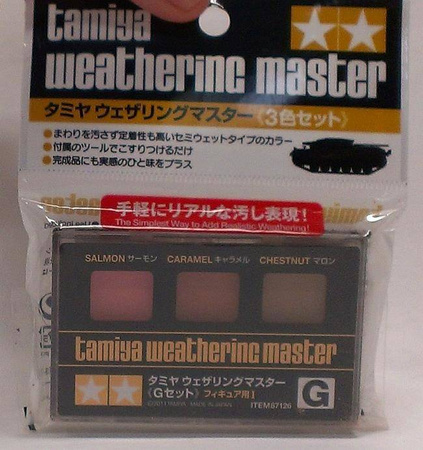 tamiya
weathering master
タミヤ ウェザリングマスター《3色セット》
●まわりを汚さず定着性も高いセミウェットタイプのカラー
●付属のツールでこすりつけるだけ
●完成品にも実感のひと味をプラス
手軽にリアルな汚し表現!
The Simplest Way to Add Realistic Weathering!
SALMON サーモン CARAMEL キャラメル CHESTNUT マロン
tamiya weathering master
タミヤ ウェザリングマスター
《Gセット》フィギュア用I
G
©2011 TAMIYA MADE IN JAPAN
ITEM 87126